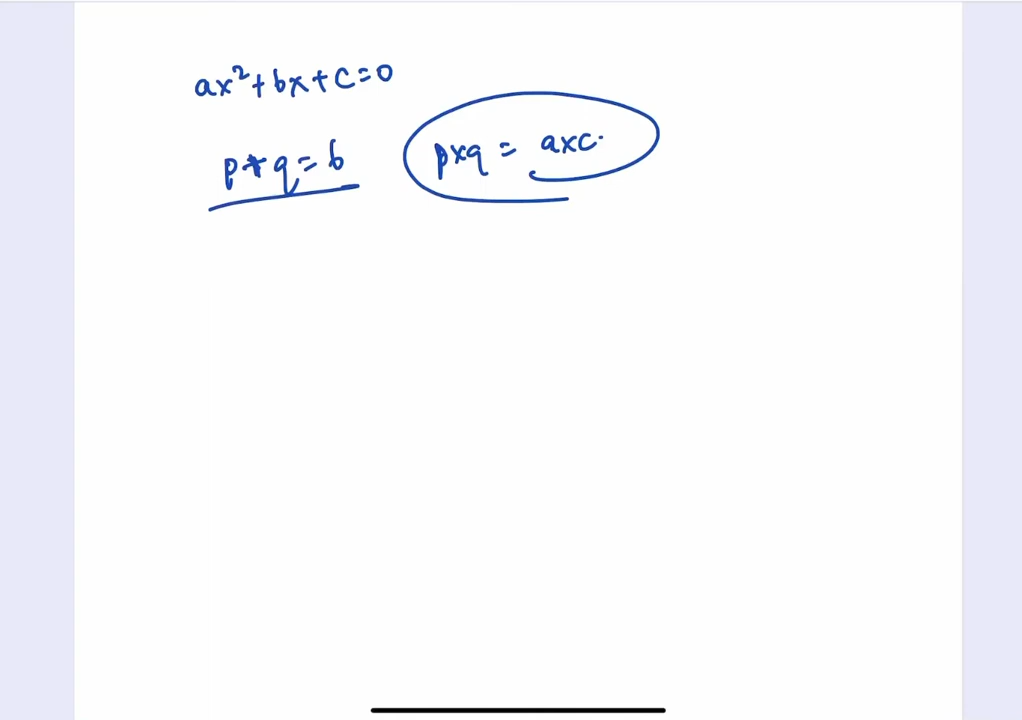 ax²+bx+c=0
p+q=b p×q = a×c.